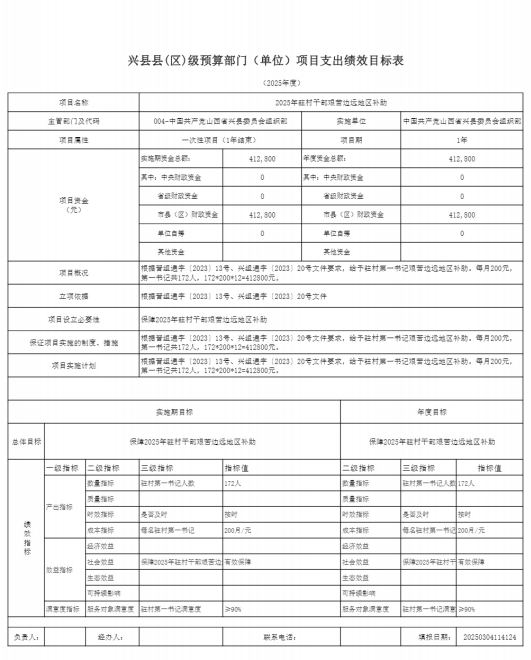 兴县县(区)级预算部门（单位）项目支出绩效目标表
（2025年度）
项目名称 2025年驻村干部艰苦边远地区补助
主管部门及代码 004-中国共产党山西省兴县委员会组织部 实施单位 中国共产党山西省兴县委员会组织部
项目属性 一次性项目（1年结束） 项目期 1年
项目资金（元） 实施期资金总额: 412,800 年度资金总额: 412,800
其中: 中央财政资金 0 其中: 中央财政资金 0
省级财政资金 0 省级财政资金 0
市县（区）财政资金 412,800 市县（区）财政资金 412,800
单位自筹 0 单位自筹 0
其他资金 其他资金
项目概况 根据晋组通字〔2023〕13号、兴组通字〔2023〕20号文件要求, 给予驻村第一书记艰苦边远地区补助。每月200元,
第一书记共172人, 172*200*12=412800元。
立项依据 根据晋组通字〔2023〕13号、兴组通字〔2023〕20号文件
项目设立必要性 保障2025年驻村干部艰苦边远地区补助
保证项目实施的制度、措施 根据晋组通字〔2023〕13号、兴组通字〔2023〕20号文件要求, 给予驻村第一书记艰苦边远地区补助。每月200元,
第一书记共172人, 172*200*12=412800元。
项目实施计划 根据晋组通字〔2023〕13号、兴组通字〔2023〕20号文件要求, 给予驻村第一书记艰苦边远地区补助。每月200元,
第一书记共172人, 172*200*12=412800元。
实施期目标 年度目标
总体目标 保障2025年驻村干部艰苦边远地区补助 保障2025年驻村干部艰苦边远地区补助
绩效指标 一级指标 二级指标 三级指标 指标值 二级指标 三级指标 指标值
产出指标 数量指标 驻村第一书记人数 172人 数量指标 驻村第一书记人数 172人
质量指标 质量指标
时效指标 是否及时 按时 时效指标 是否及时 按时
成本指标 每名驻村第一书记 200月/元 成本指标 每名驻村第一书记 200月/元
效益指标 经济效益 经济效益
社会效益 保障2025年驻村干部艰苦边 有效保障 社会效益 保障2025年驻村干 有效保障
生态效益 生态效益
可持续影响 可持续影响
满意度指标 服务对象满意度 驻村第一书记满意度 ≥90% 服务对象满意度 驻村第一书记满意 ≥90%
负责人: 经办人: 联系电话: 填报日期: 20250304114124